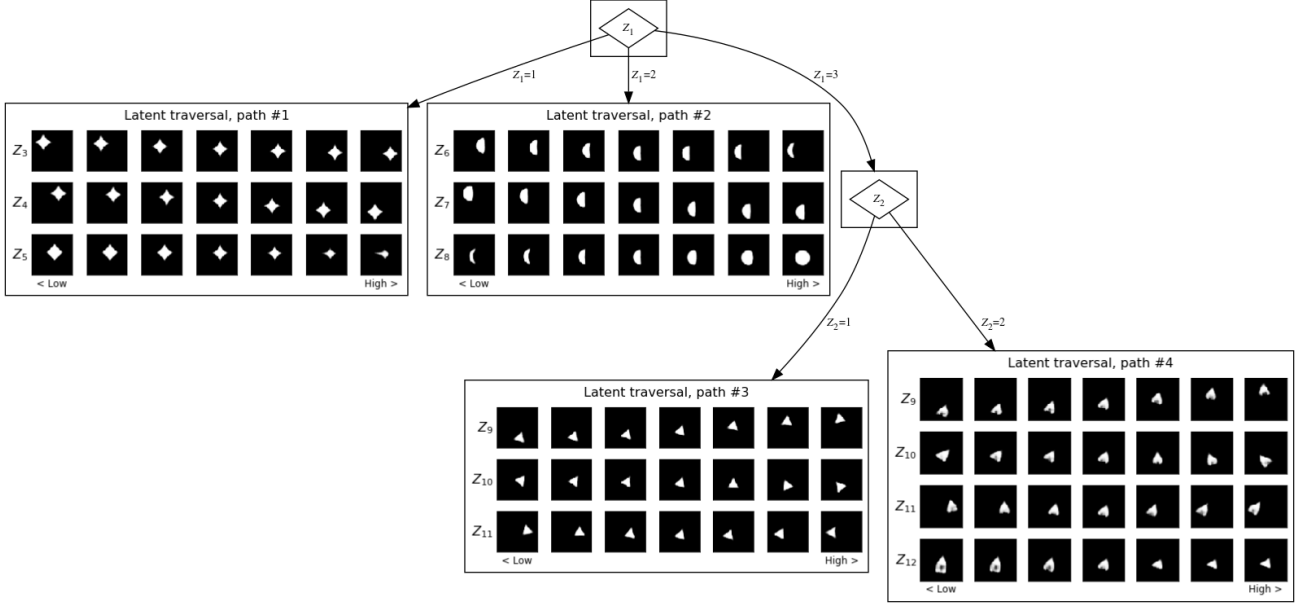 Z1
Z1=1
Z1=2
Z1=3
Latent traversal, path #1
Z3
Z4
Z5
< Low High >
Latent traversal, path #2
Z6
Z7
Z8
< Low High >
Z2
Z2=1
Z2=2
Latent traversal, path #3
Z9
Z10
Z11
< Low High >
Latent traversal, path #4
Z9
Z10
Z11
Z12
< Low High >